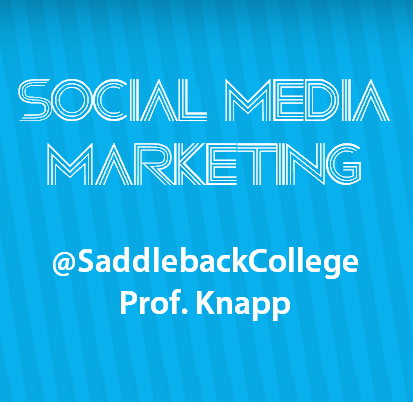 SOCIAL MEDIA
MARKETING
@SaddlebackCollege
Prof. Knapp